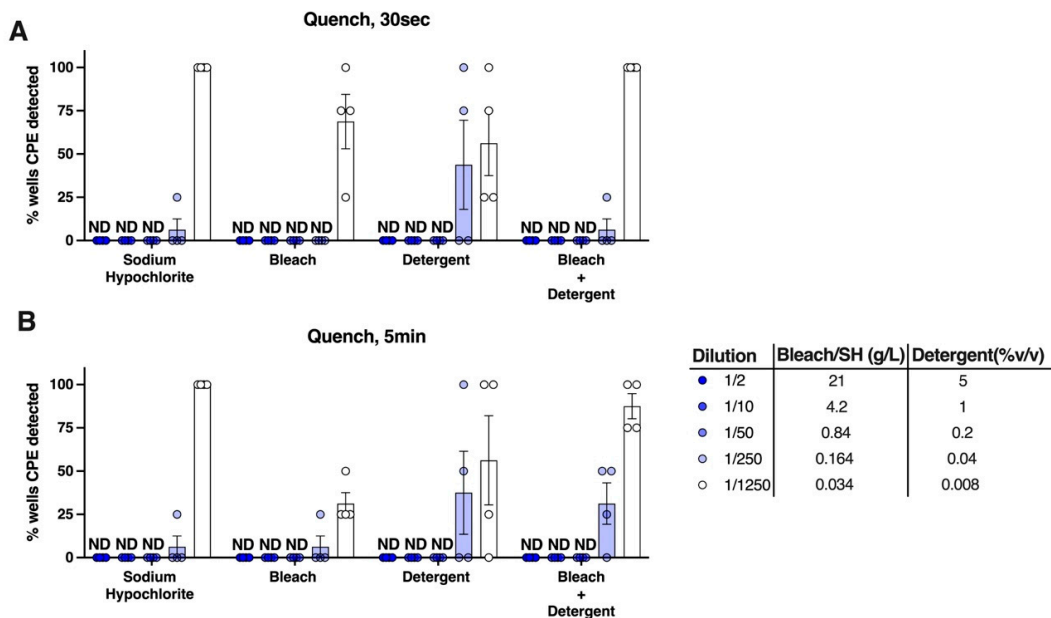 A
Quench, 30sec
% wells CPE detected
100
75
50
25
0
ND ND ND
ND ND ND ND
ND ND ND
ND ND ND
Sodium
Hypochlorite
Bleach
Detergent
Bleach
+
Detergent
B
Quench, 5min
% wells CPE detected
100
75
50
25
0
ND ND ND
ND ND ND
ND ND ND
ND ND ND
Sodium
Hypochlorite
Bleach
Detergent
Bleach
+
Detergent
Dilution Bleach/SH (g/L) Detergent(%v/v)
1/2 21 5
1/10 4.2 1
1/50 0.84 0.2
1/250 0.164 0.04
1/1250 0.034 0.008